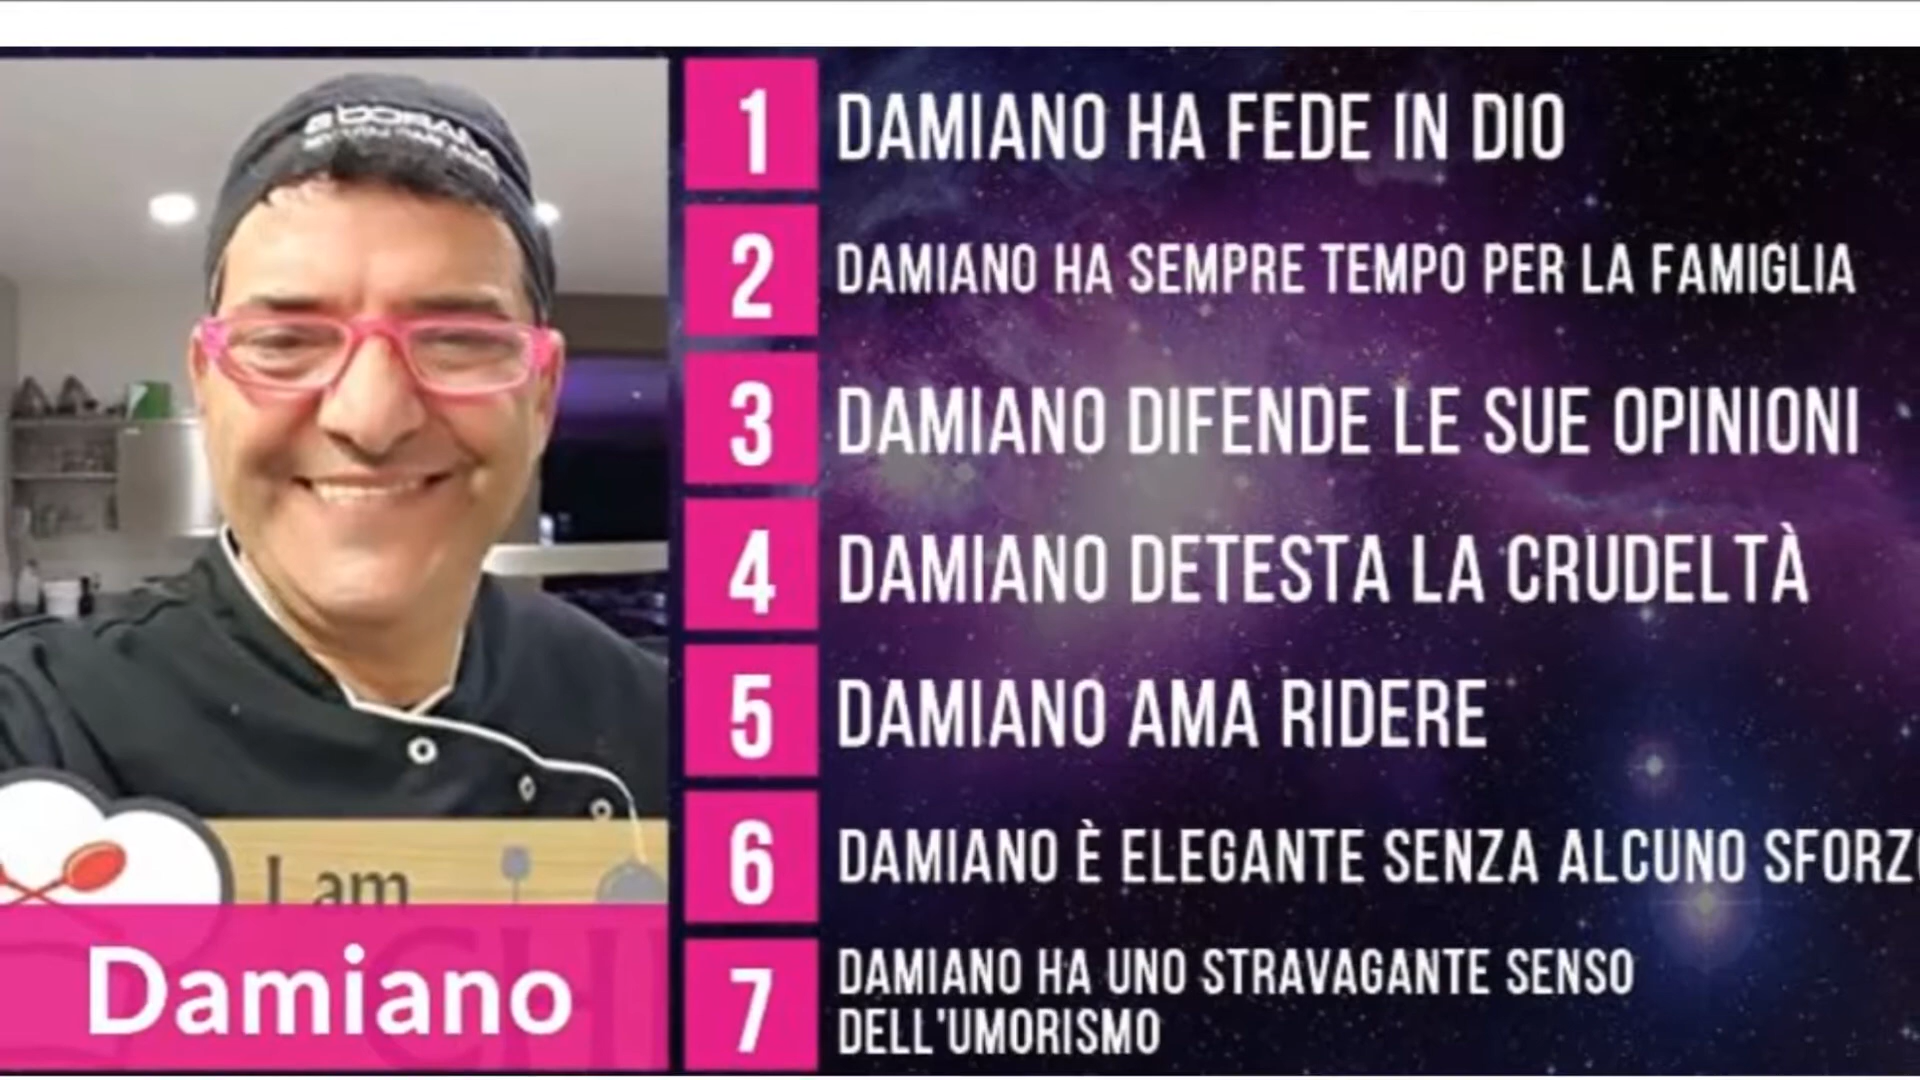 1 DAMIANO HA FEDE IN DIO
2 DAMIANO HA SEMPRE TEMPO PER LA FAMIGLIA
3 DAMIANO DIFENDE LE SUE OPINIONI
4 DAMIANO DETESTA LA CRUDELTÀ
5 DAMIANO AMA RIDERE
6 DAMIANO È ELEGANTE SENZA ALCUNO SFORZO
7 DAMIANO HA UNO STRAVAGANTE SENSO
DELL'UMORISMO
I am
Damiano